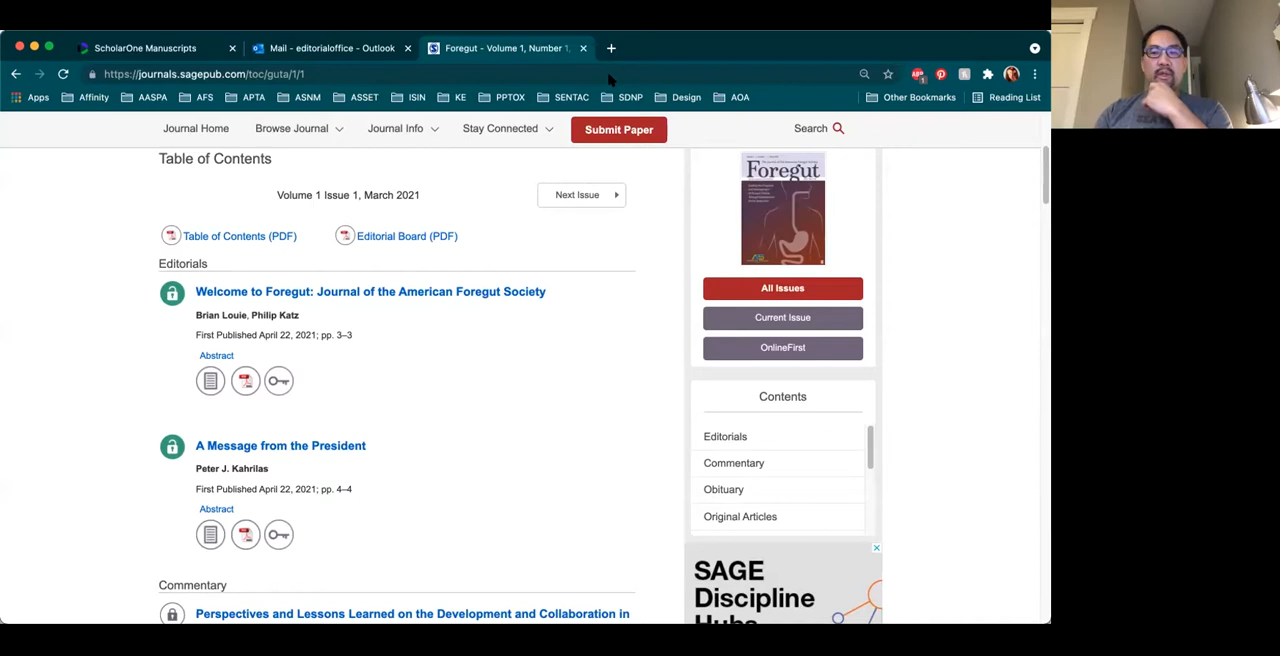 ScholarOne Manuscripts
Mail - editorialoffice - Outlook
Foregut - Volume 1, Number 1,
https://journals.sagepub.com/toc/guta/1/1
Apps Affinity AASPA AFS APTA ASNM ASSET ISIN KE PPTOX SENTAC SDNP Design AOA Other Bookmarks Reading List
Journal Home Browse Journal Journal Info Stay Connected Submit Paper Search
Table of Contents
Volume 1 Issue 1, March 2021
Next Issue
Table of Contents (PDF) Editorial Board (PDF)
Editorials
Welcome to Foregut: Journal of the American Foregut Society
Brian Louie, Philip Katz
First Published April 22, 2021; pp. 3–3
Abstract
A Message from the President
Peter J. Kahrilas
First Published April 22, 2021; pp. 4–4
Abstract
Commentary
Perspectives and Lessons Learned on the Development and Collaboration in
Foregut
All Issues
Current Issue
OnlineFirst
Contents
Editorials
Commentary
Obituary
Original Articles
SAGE
Discipline
Hubs